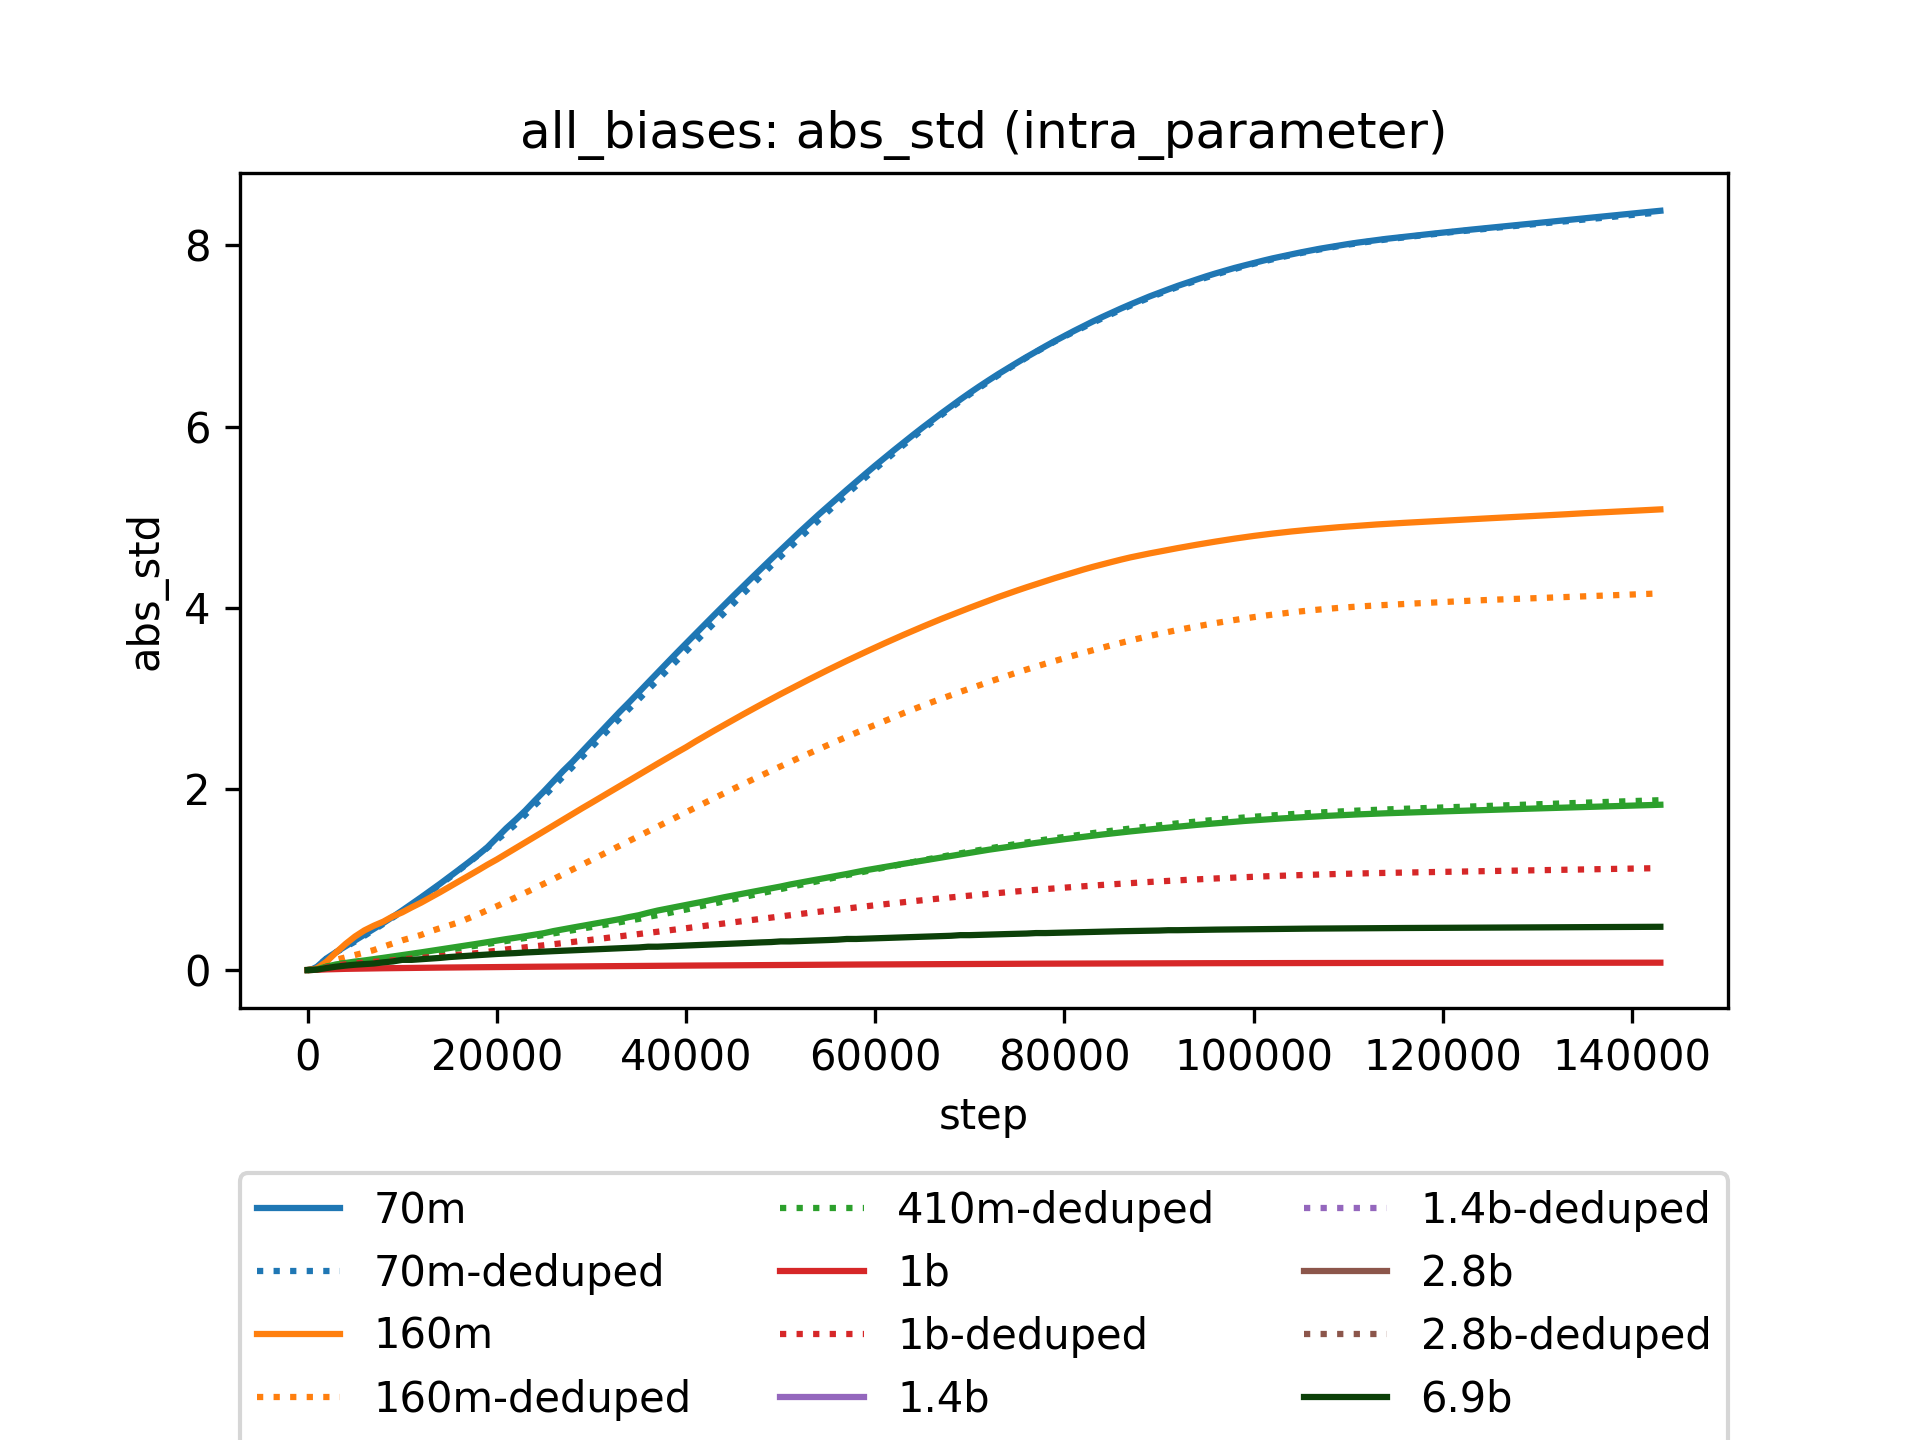 all_biases: abs_std (intra_parameter)
8
6
4
2
0
abs_std
0 20000 40000 60000 80000 100000 120000 140000
step
70m 410m-deduped 1.4b-deduped
70m-deduped 1b 2.8b
160m 1b-deduped 2.8b-deduped
160m-deduped 1.4b 6.9b